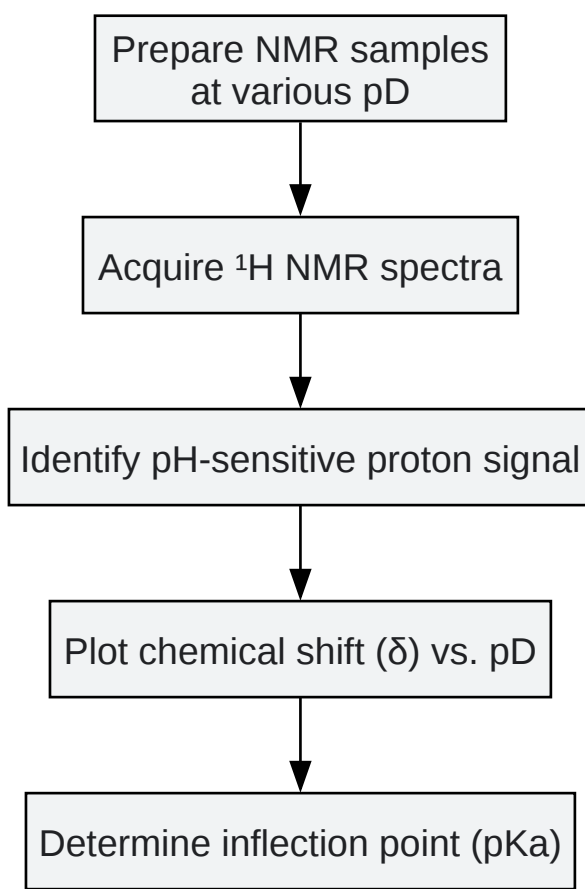 Prepare NMR samples
at various pD
Acquire ¹H NMR spectra
Identify pH-sensitive proton signal
Plot chemical shift (δ) vs. pD
Determine inflection point (pKa)